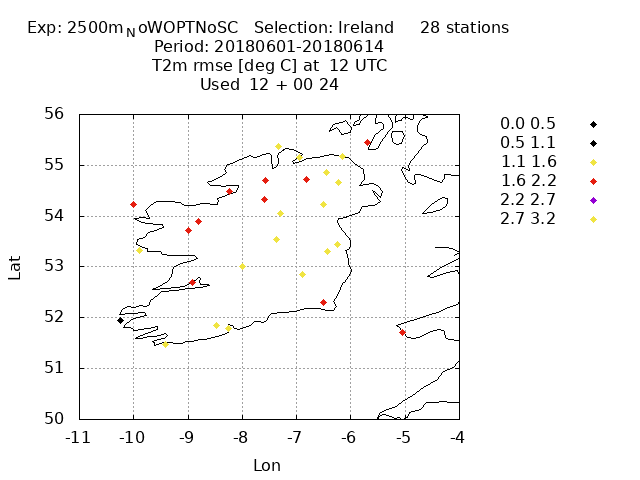 Exp: 2500mNoWOPTNoSC Selection: Ireland 28 stations
Period: 20180601-20180614
T2m rmse [deg C] at 12 UTC
Used 12 + 00 24
56
55
54
53
52
51
50
-11 -10 -9 -8 -7 -6 -5 -4
Lat
Lon
0.0 0.5
0.5 1.1
1.1 1.6
1.6 2.2
2.2 2.7
2.7 3.2